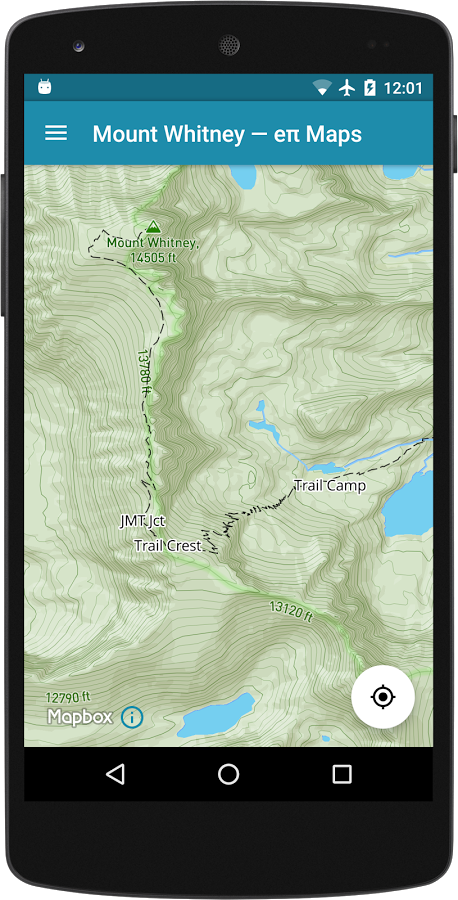 12:01
Mount Whitney — eπ Maps
Mount Whitney,
14505 ft
13780 ft
Trail Camp
JMT Jct
Trail Crest
13120 ft
12790 ft
Mapbox